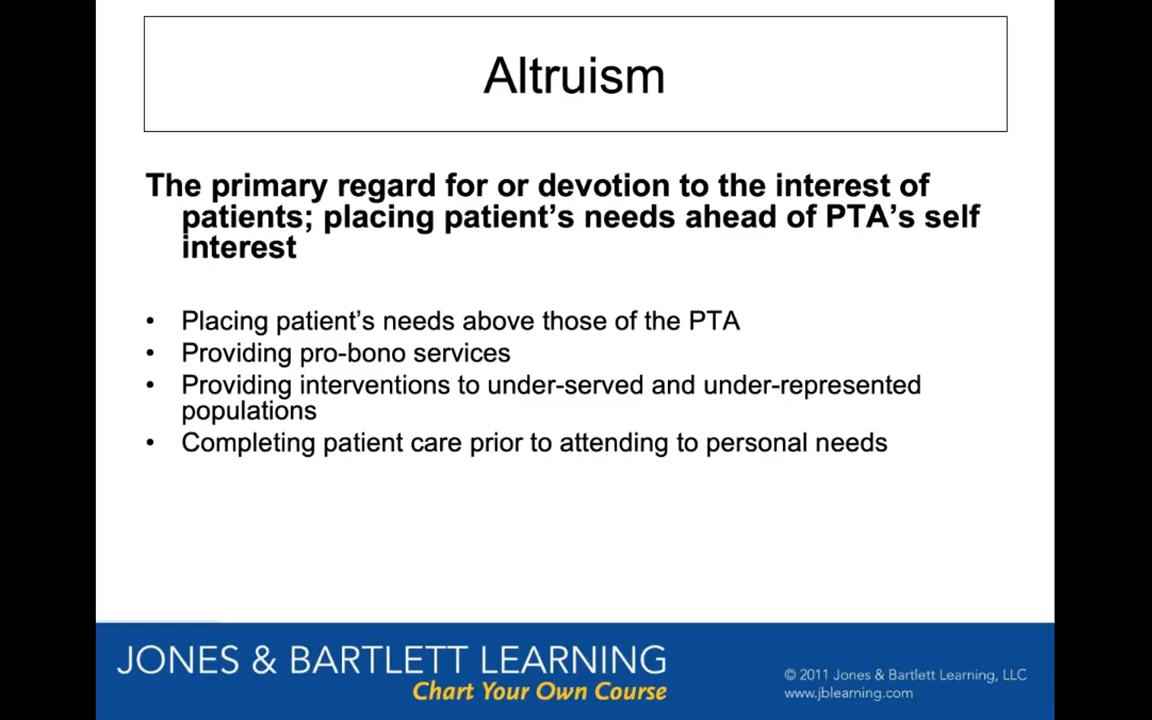 Altruism
The primary regard for or devotion to the interest of
patients; placing patient’s needs ahead of PTA’s self
interest
• Placing patient’s needs above those of the PTA
• Providing pro-bono services
• Providing interventions to under-served and under-represented
populations
• Completing patient care prior to attending to personal needs
JONES & BARTLETT LEARNING
Chart Your Own Course
© 2011 Jones & Bartlett Learning, LLC
www.jblearning.com